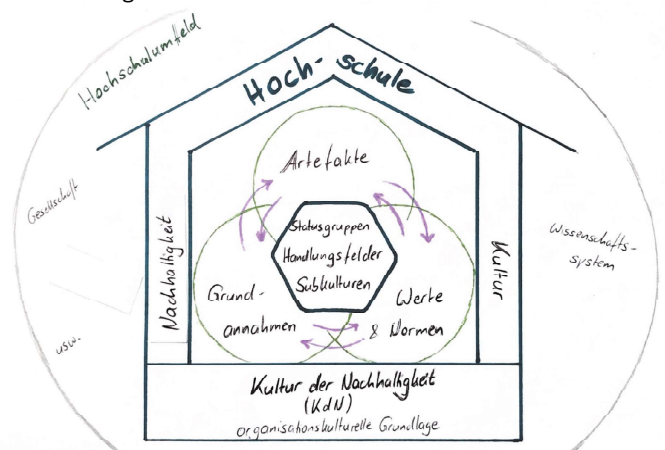 Hochschulumfeld
Hoch-schule
Artefakte
Gesellschaft
Nachhaltigkeit
Statusgruppen
Handlungsfelder
Subkulturen
Kultur
Wissenschafts-
system
Grund-
annahmen
Werte
& Normen
usw.
Kultur der Nachhaltigkeit
(KdN)
organisationskulturelle Grundlage